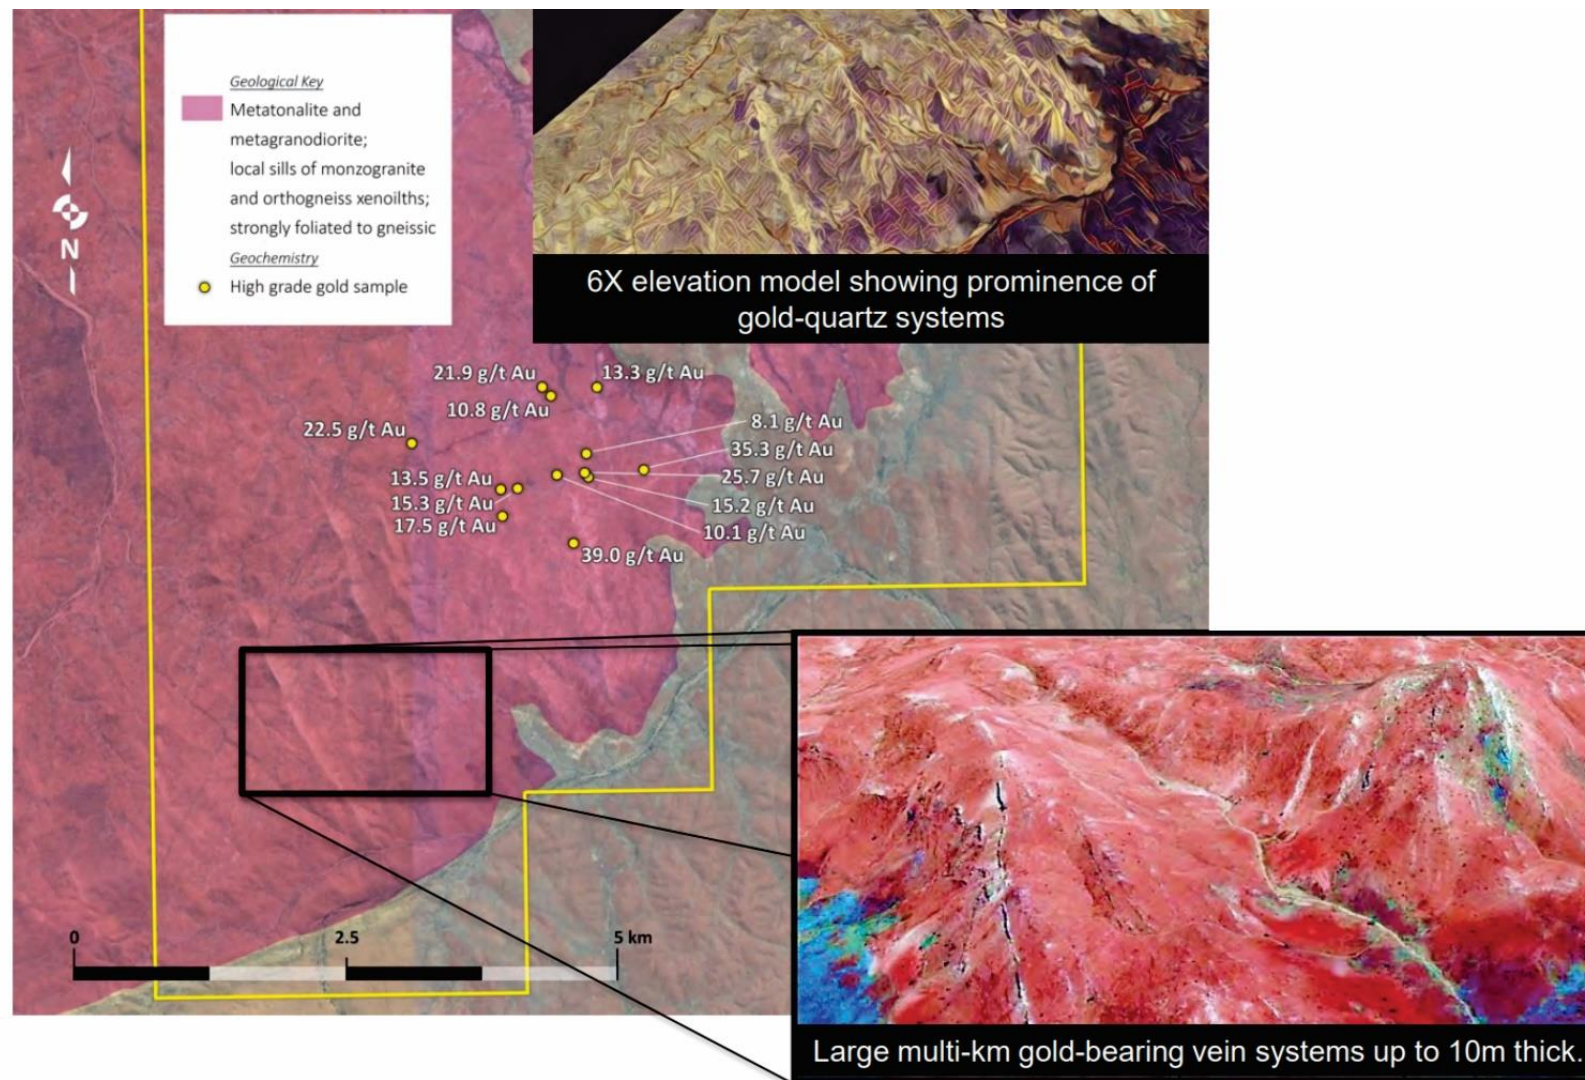 Geological Key
Metatonalite and
metagranodiorite;
local sills of monzogranite
and orthogneiss xenoilths;
strongly foliated to gneissic
Geochemistry
High grade gold sample
N
6X elevation model showing prominence of
gold-quartz systems
21.9 g/t Au
13.3 g/t Au
10.8 g/t Au
22.5 g/t Au
8.1 g/t Au
35.3 g/t Au
13.5 g/t Au
25.7 g/t Au
15.3 g/t Au
15.2 g/t Au
17.5 g/t Au
10.1 g/t Au
39.0 g/t Au
0 2.5 5 km
Large multi-km gold-bearing vein systems up to 10m thick.